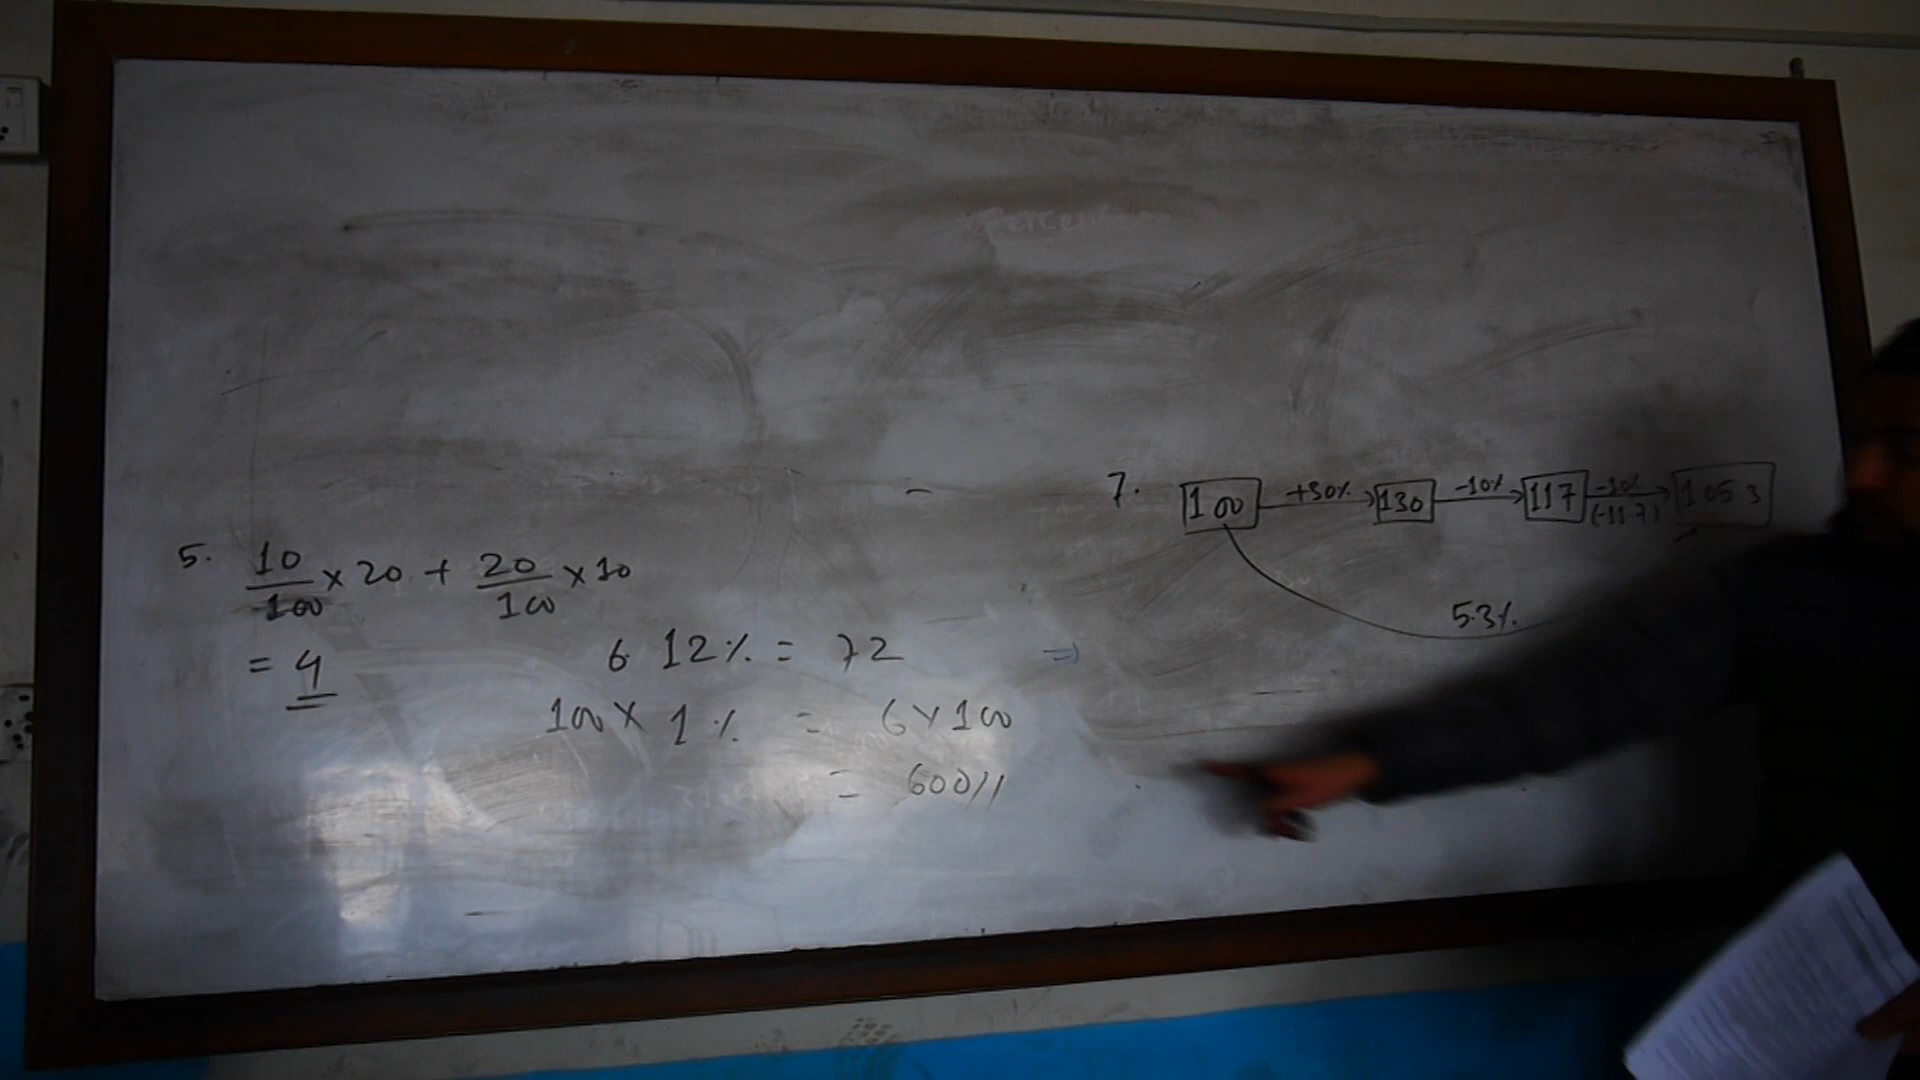 5. 10/100 x 20 + 20/100 x 10
= 4
6. 12% = 72
100 x 1% = 6 x 100
= 600//
⇒
7. 100 +30% → 130 -10% → 117 -10% (-11.7) → 105.3
5.3%